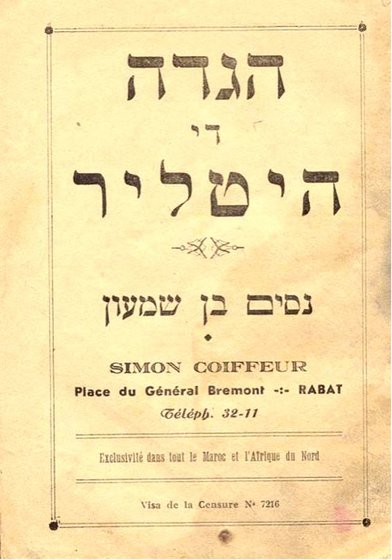 הגדה
די
היטליר
נסים בן שמעון
SIMON COIFFEUR
Place du Général Bremont -:- RABAT
Téléph. 32-11
Exclusivité dans tout le Maroc et l'Afrique du Nord
Visa de la Censure Nº 7216